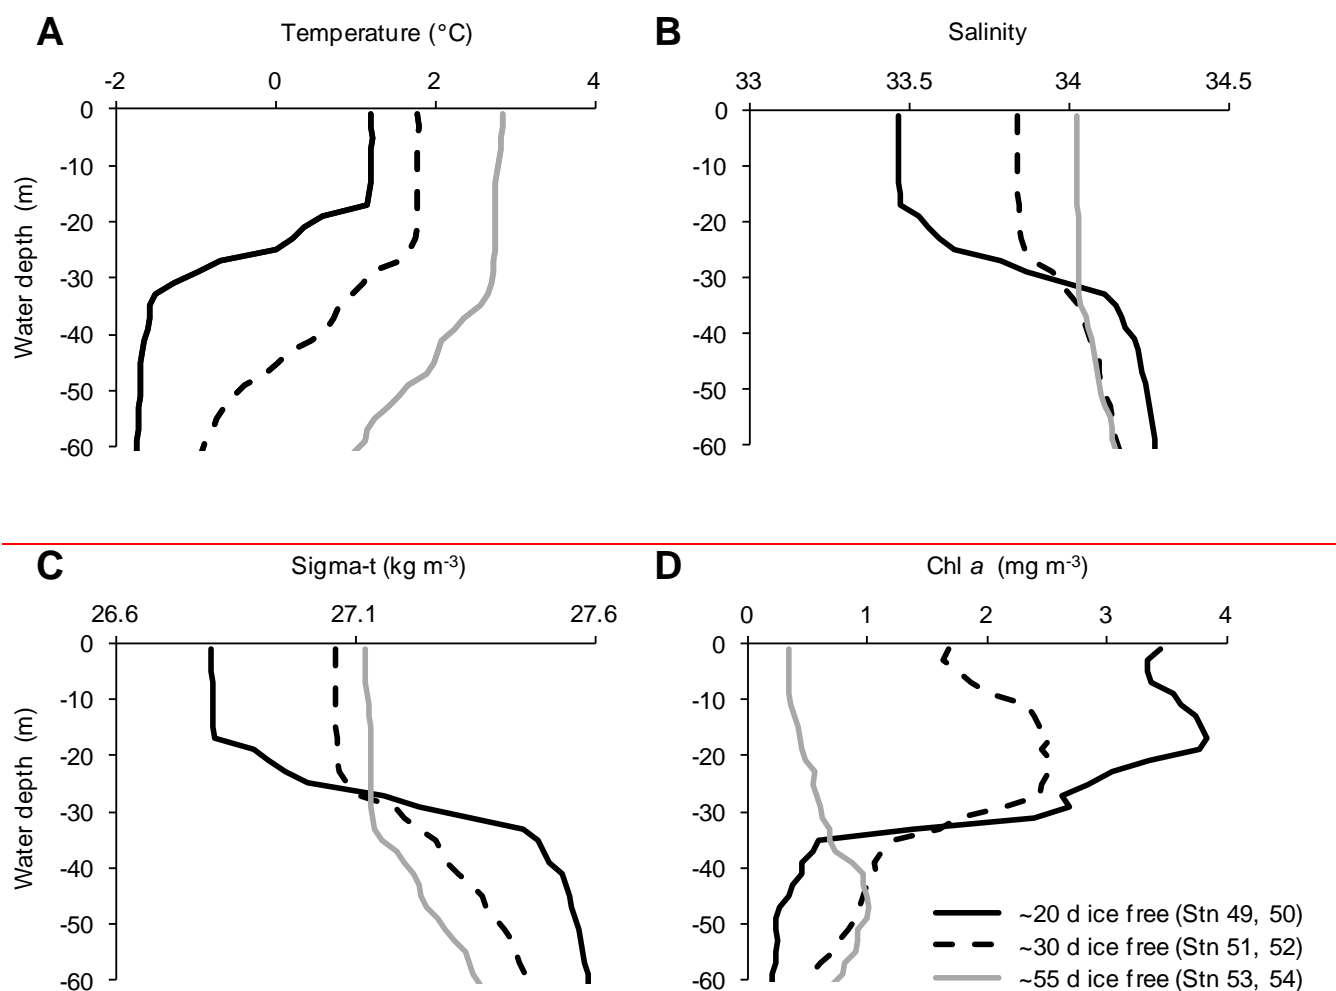 A Temperature (°C)
-2 0 2 4
0
-10
-20
-30
-40
-50
-60
Water depth (m)
B Salinity
33 33.5 34 34.5
0
-10
-20
-30
-40
-50
-60
C Sigma-t (kg m-3)
26.6 27.1 27.6
0
-10
-20
-30
-40
-50
-60
Water depth (m)
D Chl a (mg m-3)
0 1 2 3 4
0
-10
-20
-30
-40
-50
-60
~20 d ice free (Stn 49, 50)
~30 d ice free (Stn 51, 52)
~55 d ice free (Stn 53, 54)